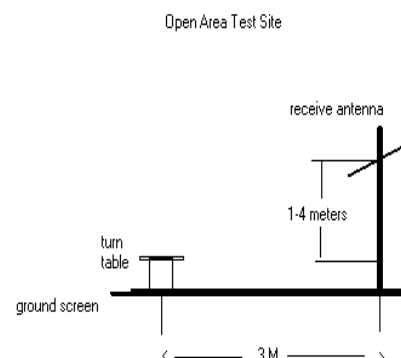 Open Area Test Site
receive antenna
1-4 meters
turn
table
ground screen
3 M